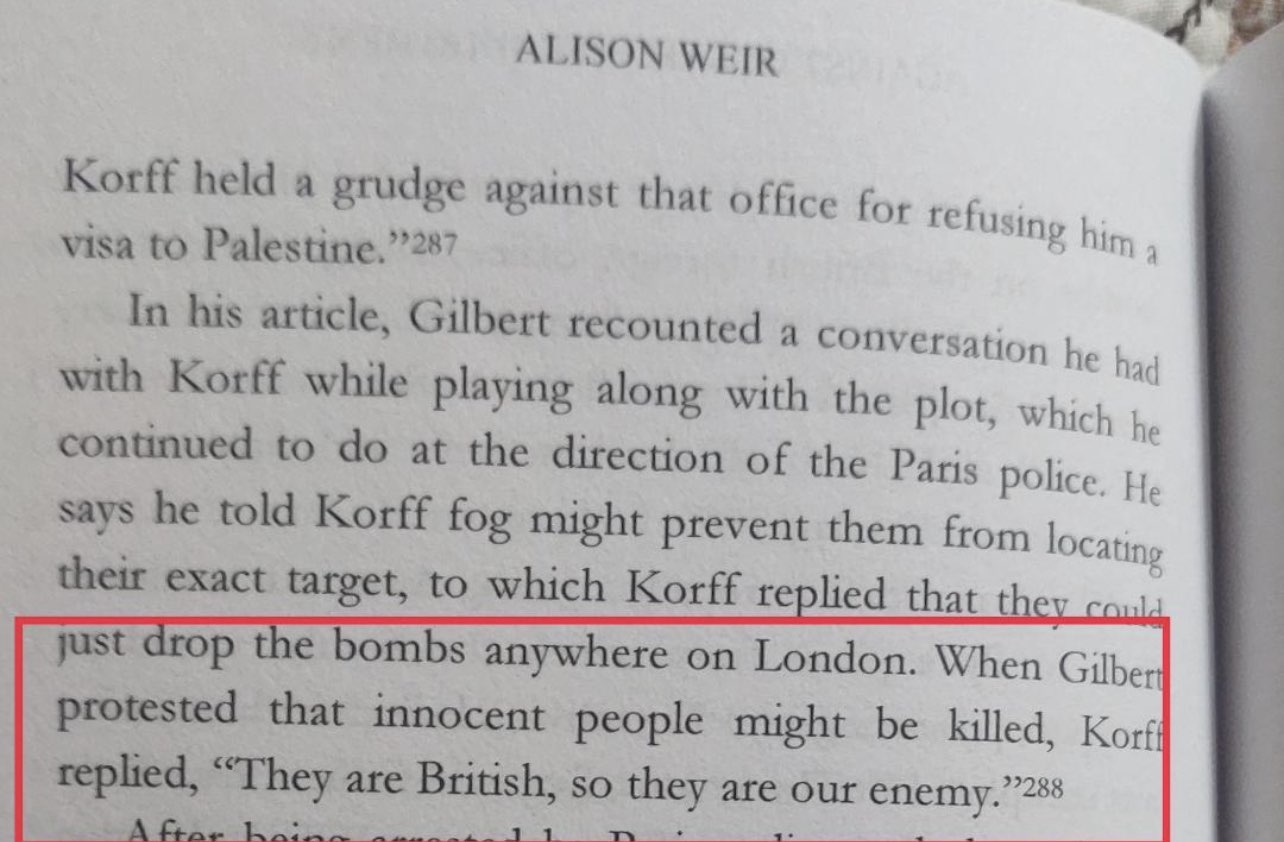 ALISON WEIR
Korff held a grudge against that office for refusing him a
visa to Palestine.”287
In his article, Gilbert recounted a conversation he had
with Korff while playing along with the plot, which he
continued to do at the direction of the Paris police. He
says he told Korff fog might prevent them from locating
their exact target, to which Korff replied that they could
just drop the bombs anywhere on London. When Gilbert
protested that innocent people might be killed, Korff
replied, “They are British, so they are our enemy.”288
After being arrested by